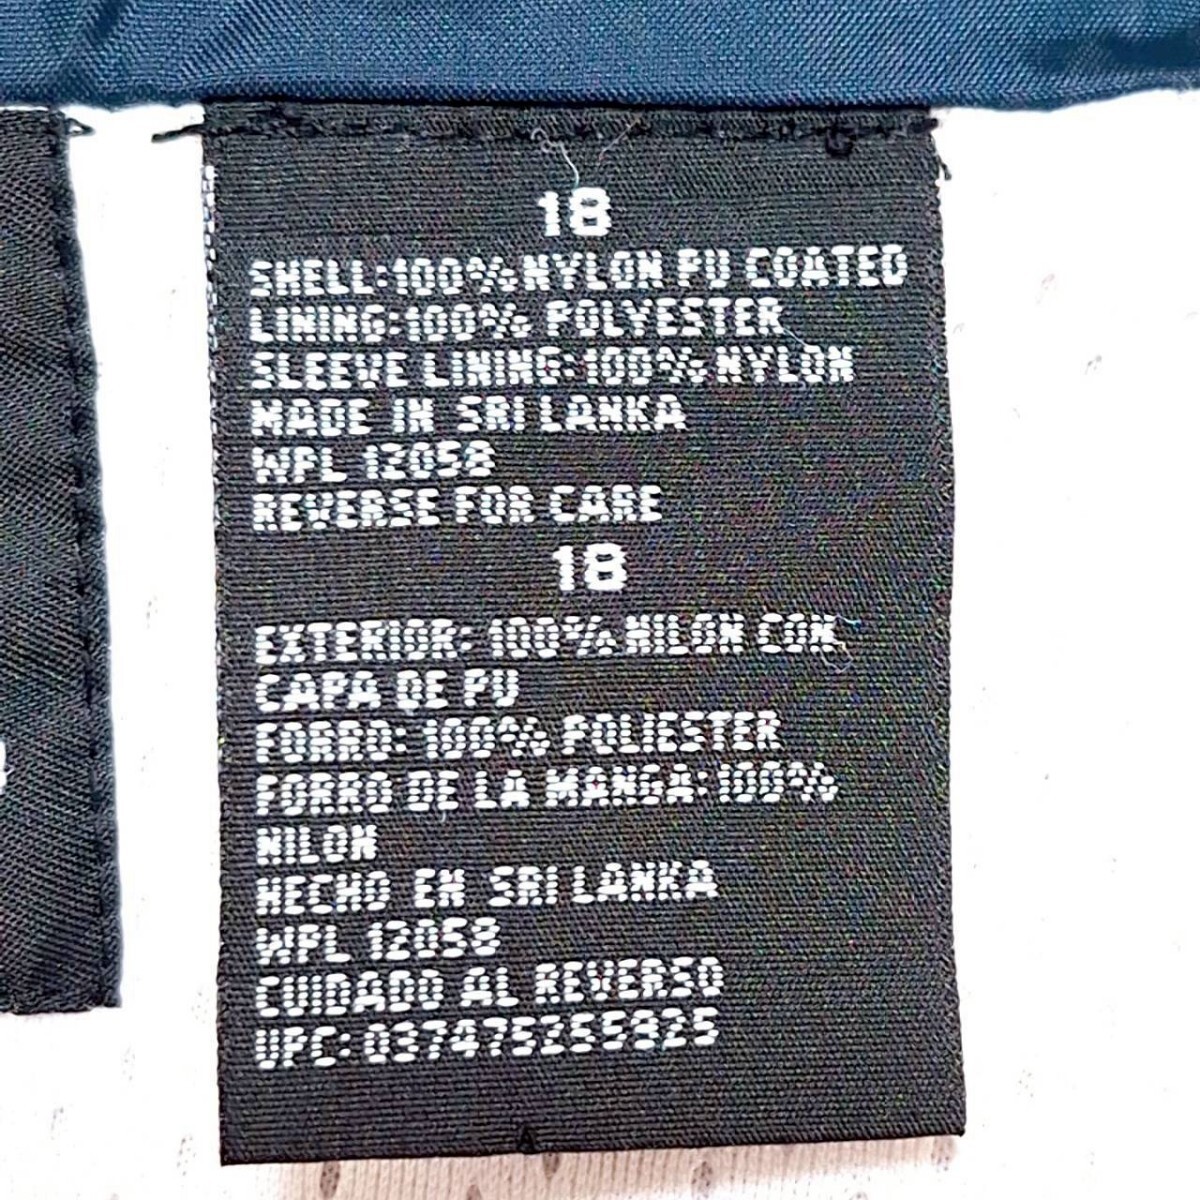 18
SHELL:100% NYLON PU COATED
LINING:100% POLYESTER
SLEEVE LINING:100% NYLON
MADE IN SRI LANKA
WPL 12058
REVERSE FOR CARE
18
EXTERIOR: 100% NILON CON
CAPA DE PU
FORRO: 100% POLIESTER
FORRO DE LA MANGA:100%
NILON
HECHO EN SRI LANKA
WPL 12058
CUIDADO AL REVERSO
UPC: 037475255925